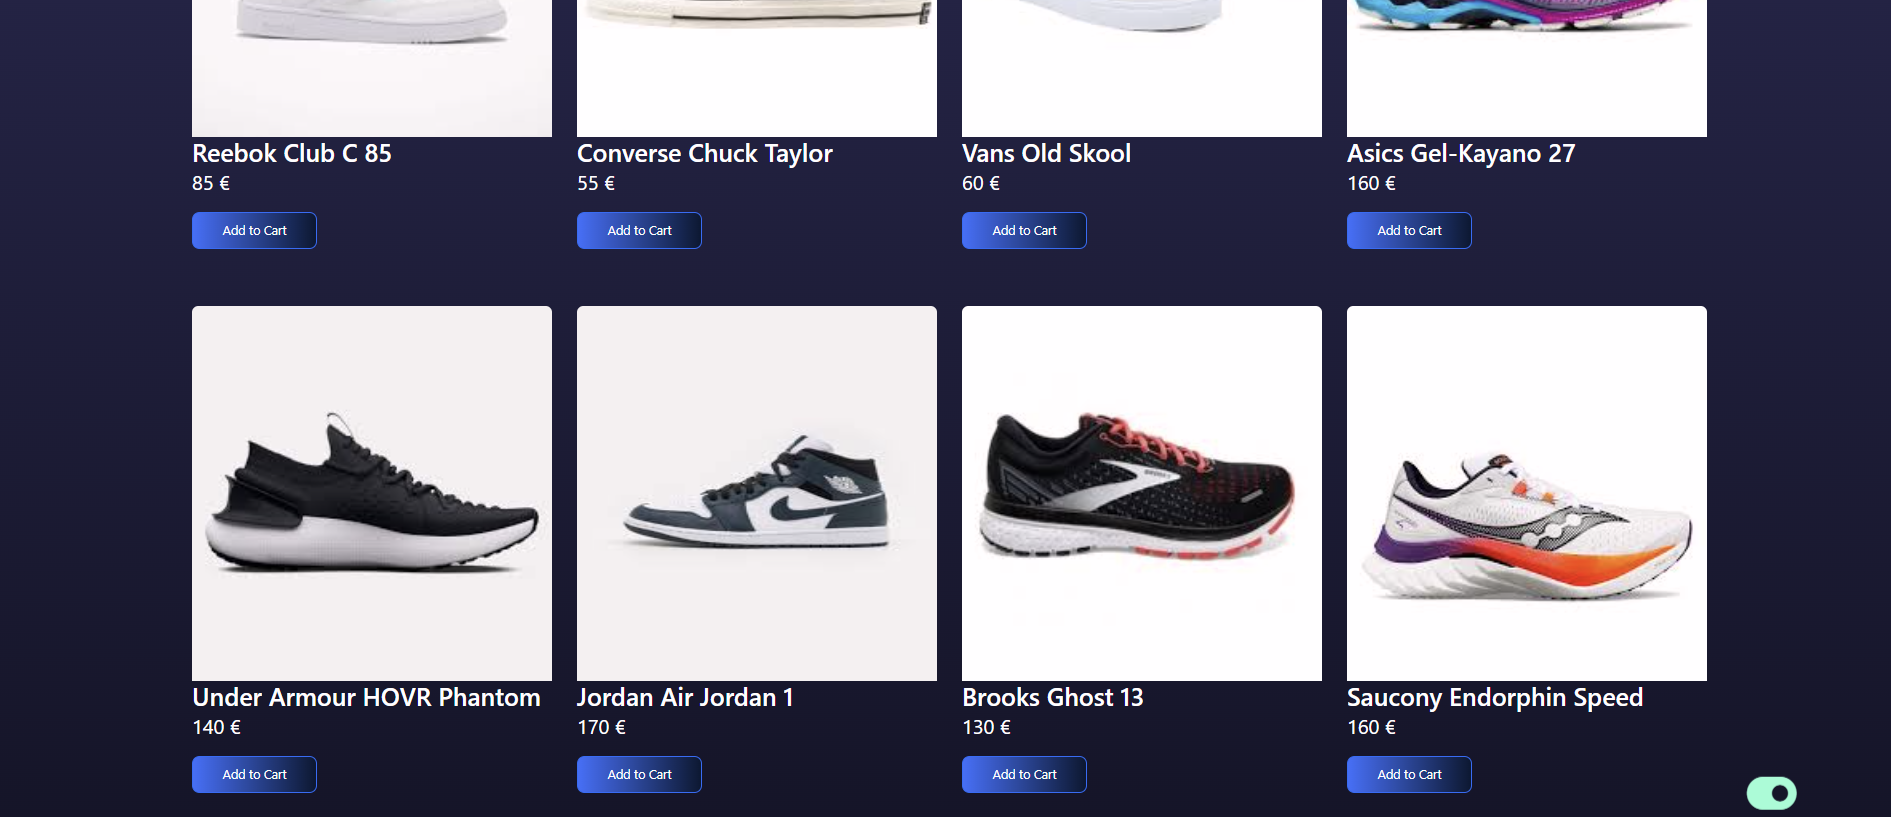 Reebok Club C 85
Converse Chuck Taylor
Vans Old Skool
Asics Gel-Kayano 27
85 €
55 €
60 €
160 €
Add to Cart
Add to Cart
Add to Cart
Add to Cart
Under Armour HOVR Phantom
Jordan Air Jordan 1
Brooks Ghost 13
Saucony Endorphin Speed
140 €
170 €
130 €
160 €
Add to Cart
Add to Cart
Add to Cart
Add to Cart